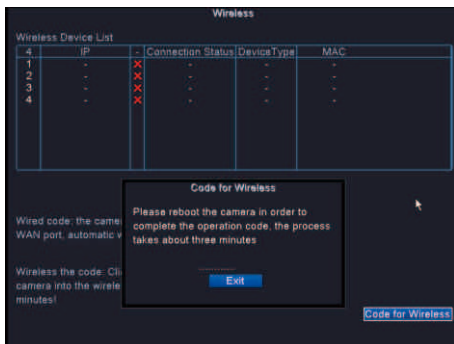 Wireless
Wireless Device List
4 IP - Connection Status DeviceType MAC
1 - X - - -
2 - X - - -
3 - X - - -
4 - X - - -
Code for Wireless
Please reboot the camera in order to
complete the operation code, the process
takes about three minutes
Exit
Wired code: the came
WAN port, automatic w
Wireless the code: Cli
camera into the wirele
minutes!
Code for Wireless